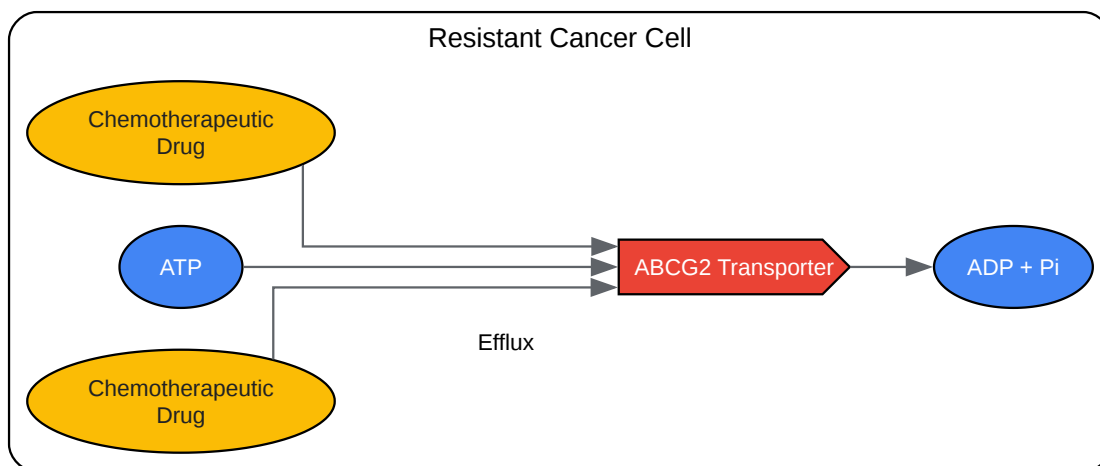 Resistant Cancer Cell
Chemotherapeutic
Drug
ATP
ABCG2 Transporter
ADP + Pi
Efflux
Chemotherapeutic
Drug